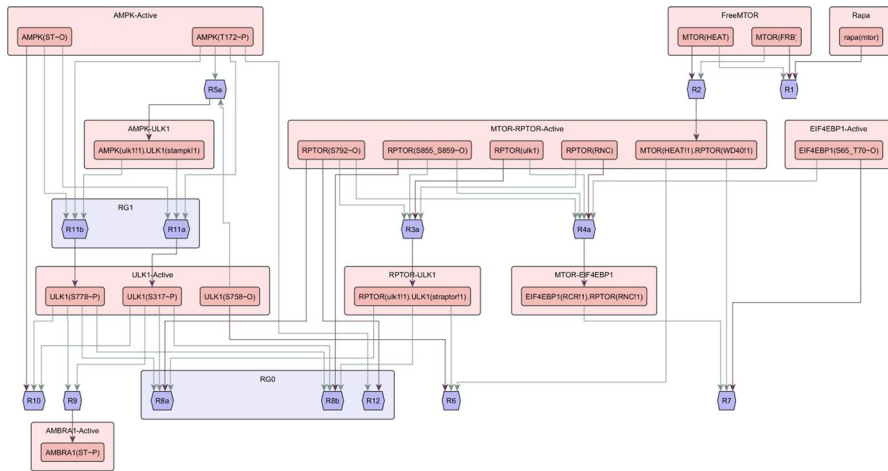 AMPK-Active
FreeMTOR
Rapa
AMPK(ST~O)
AMPK(T172~P)
MTOR(HEAT)
MTOR(FRB)
rapa(mtor)
R5a
R2
R1
AMPK-ULK1
MTOR-RPTOR-Active
EIF4EBP1-Active
AMPK(ulk1!1).ULK1(stampk!1)
RPTOR(S792~O)
RPTOR(S855_S859~O)
RPTOR(ulk1)
RPTOR(RNC)
MTOR(HEAT!1).RPTOR(WD40!1)
EIF4EBP1(S65_T70~O)
RG1
R11b
R11a
R3a
R4a
ULK1-Active
RPTOR-ULK1
MTOR-EIF4EBP1
ULK1(S778~P)
ULK1(S317~P)
ULK1(S758~O)
RPTOR(ulk1!1).ULK1(straptor!1)
EIF4EBP1(RCR!1).RPTOR(RNC!1)
RG0
R10
R9
R8a
R8b
R12
R6
R7
AMBRA1-Active
AMBRA1(ST~P)